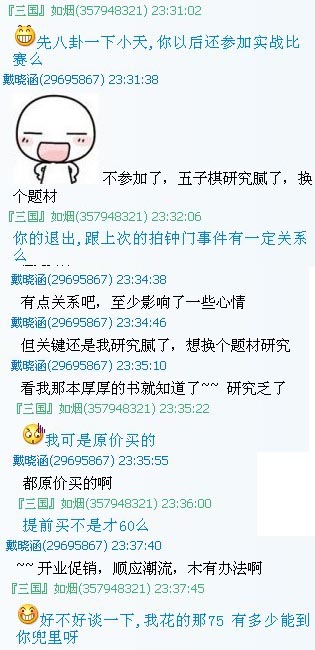 『三国』如烟(357948321) 23:31:02
先八卦一下小天,你以后还参加实战比
赛么
戴晓涵(29695867) 23:31:38
不参加了，五子棋研究腻了，换
个题材
『三国』如烟(357948321) 23:32:06
你的退出,跟上次的拍钟门事件有一定关系
么
戴晓涵(29695867) 23:34:38
有点关系吧，至少影响了一些心情
戴晓涵(29695867) 23:34:46
但关键还是我研究腻了，想换个题材研究
戴晓涵(29695867) 23:35:10
看我那本厚厚的书就知道了~~ 研究乏了
『三国』如烟(357948321) 23:35:22
我可是原价买的
戴晓涵(29695867) 23:35:55
都原价买的啊
『三国』如烟(357948321) 23:36:00
提前买不是才60么
戴晓涵(29695867) 23:37:40
~~ 开业促销，顺应潮流，木有办法啊
『三国』如烟(357948321) 23:37:45
好不好谈一下,我花的那75 有多少能到
你兜里呀